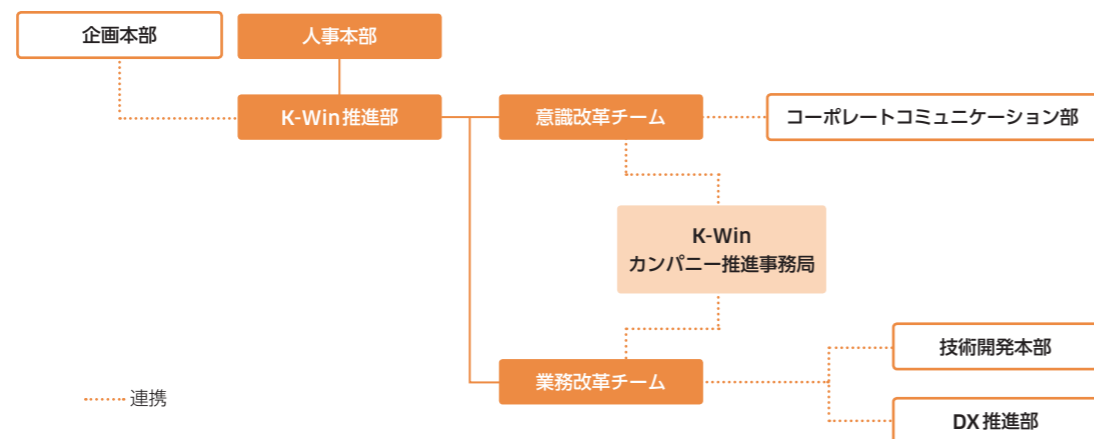 企画本部
人事本部
K-Win推進部
意識改革チーム
コーポレートコミュニケーション部
K-Win
カンパニー推進事務局
技術開発本部
業務改革チーム
連携
DX推進部